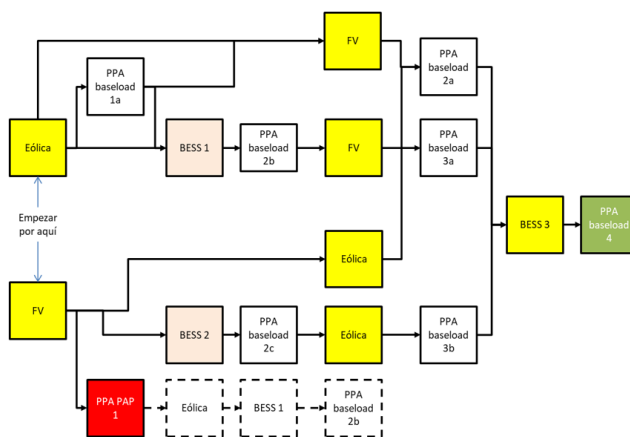 FV
PPA
baseload
2a
PPA
baseload
1a
Eólica
BESS 1
PPA
baseload
2b
FV
PPA
baseload
3a
Empezar
por aquí
BESS 3
PPA
baseload
4
Eólica
FV
BESS 2
PPA
baseload
2c
Eólica
PPA
baseload
3b
PPA PAP
1
Eólica
BESS 1
PPA
baseload
2b